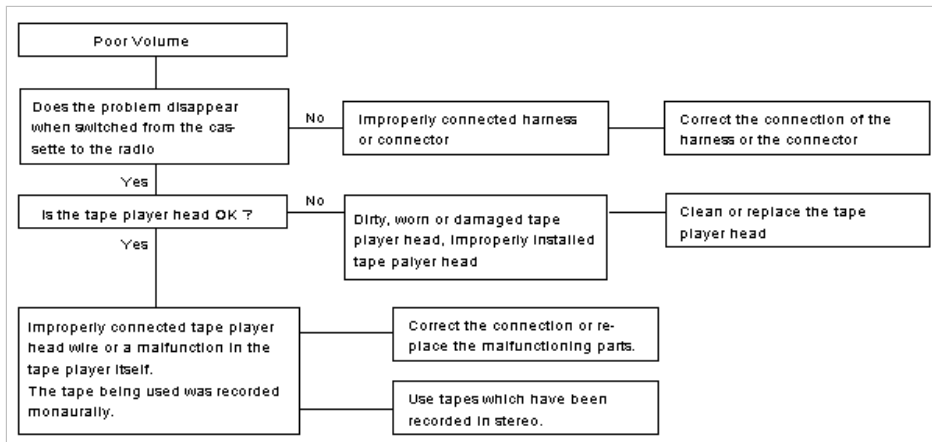 Poor Volume
Does the problem disappear
when switched from the cas-
sette to the radio
No
Improperly connected harness
or connector
Correct the connection of the
harness or the connector
Yes
Is the tape player head OK ?
No
Dirty, worn or damaged tape
player head, improperly installed
tape palyer head
Clean or replace the tape
player head
Yes
Improperly connected tape player
head wire or a malfunction in the
tape player itself.
The tape being used was recorded
monaurally.
Correct the connection or re-
place the malfunctioning parts.
Use tapes which have been
recorded in stereo.